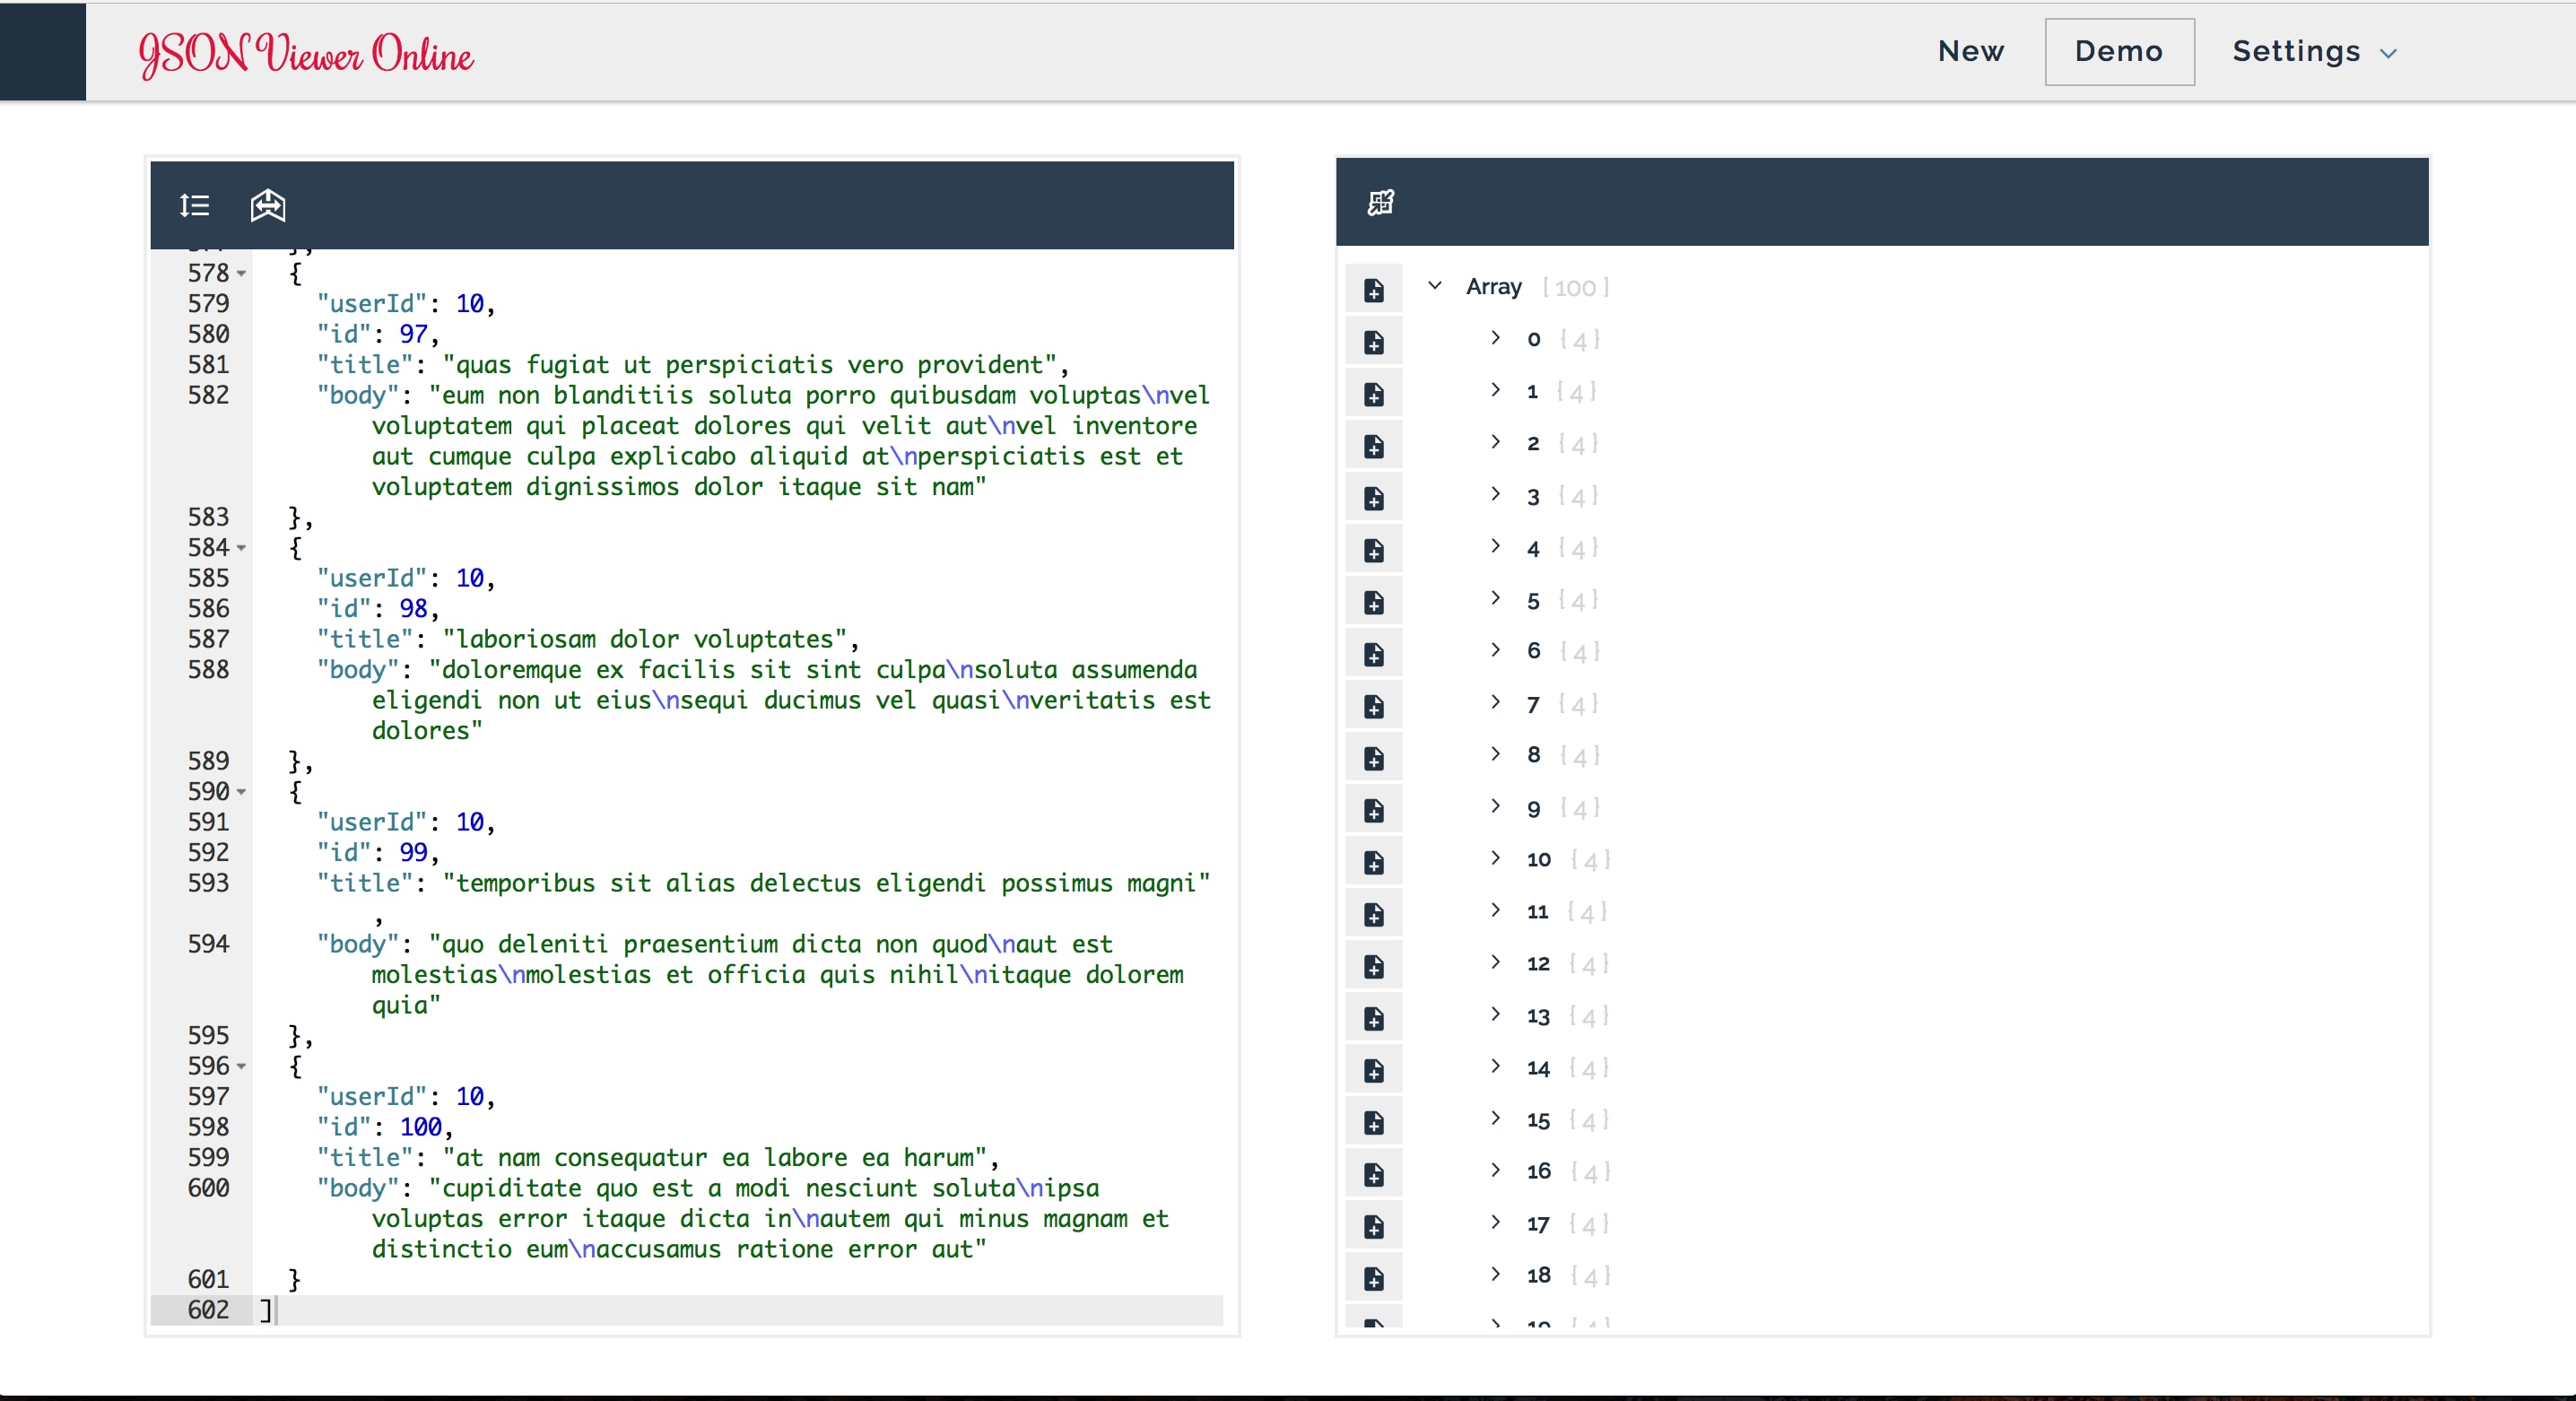 JSON Viewer Online
New Demo Settings
578 {
579 "userId": 10,
580 "id": 97,
581 "title": "quas fugiat ut perspiciatis vero provident",
582 "body": "eum non blanditiis soluta porro quibusdam voluptas\nvel
voluptatem qui placeat dolores qui velit aut\nvel inventore
aut cumque culpa explicabo aliquid at\nperspiciatis est et
voluptatem dignissimos dolor itaque sit nam"
583 },
584 {
585 "userId": 10,
586 "id": 98,
587 "title": "laboriosam dolor voluptates",
588 "body": "doloremque ex facilis sit sint culpa\nsoluta assumenda
eligendi non ut eius\nsequi ducimus vel quasi\nveritatis est
dolores"
589 },
590 {
591 "userId": 10,
592 "id": 99,
593 "title": "temporibus sit alias delectus eligendi possimus magni"
,
594 "body": "quo deleniti praesentium dicta non quod\naut est
molestias\nmolestias et officia quis nihil\nitaque dolorem
quia"
595 },
596 {
597 "userId": 10,
598 "id": 100,
599 "title": "at nam consequatur ea labore ea harum",
600 "body": "cupiditate quo est a modi nesciunt soluta\nipsa
voluptas error itaque dicta in\nautem qui minus magnam et
distinctio eum\naccusamus ratione error aut"
601 }
602 ]
Array [ 100 ]
0 { 4 }
1 { 4 }
2 { 4 }
3 { 4 }
4 { 4 }
5 { 4 }
6 { 4 }
7 { 4 }
8 { 4 }
9 { 4 }
10 { 4 }
11 { 4 }
12 { 4 }
13 { 4 }
14 { 4 }
15 { 4 }
16 { 4 }
17 { 4 }
18 { 4 }